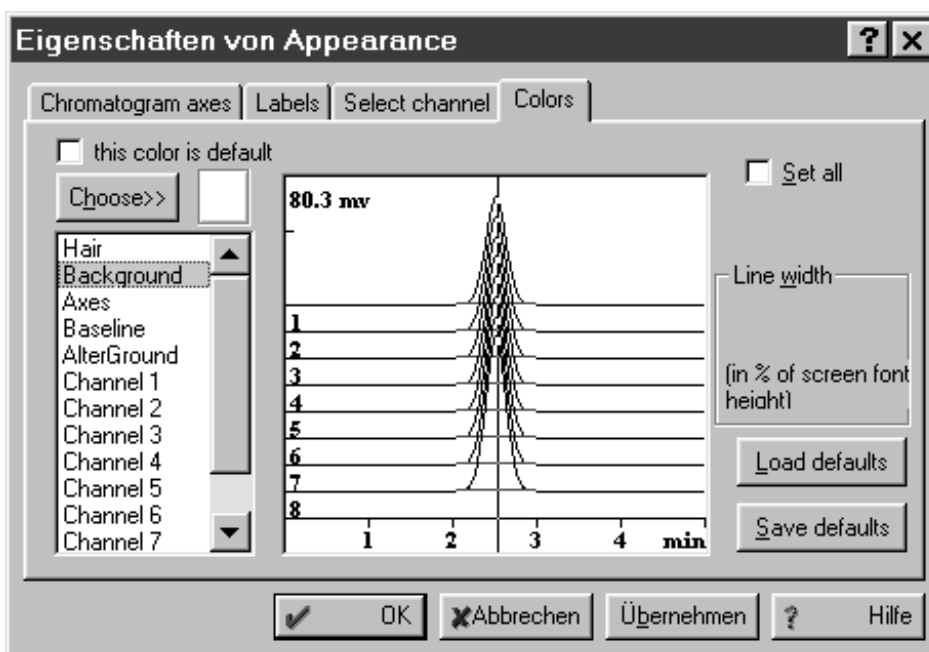 Eigenschaften von Appearance
?
Chromatogram axes
Labels
Select channel
Colors
this color is default
Set all
Choose>>
80.3 mv
Hair
Background
Axes
Baseline
AlterGround
Channel 1
Channel 2
Channel 3
Channel 4
Channel 5
Channel 6
Channel 7
1
2
3
4
5
6
7
8
1 2 3 4 min
Line width
(in % of screen font
height)
Load defaults
Save defaults
OK
Abbrechen
Übernehmen
? Hilfe